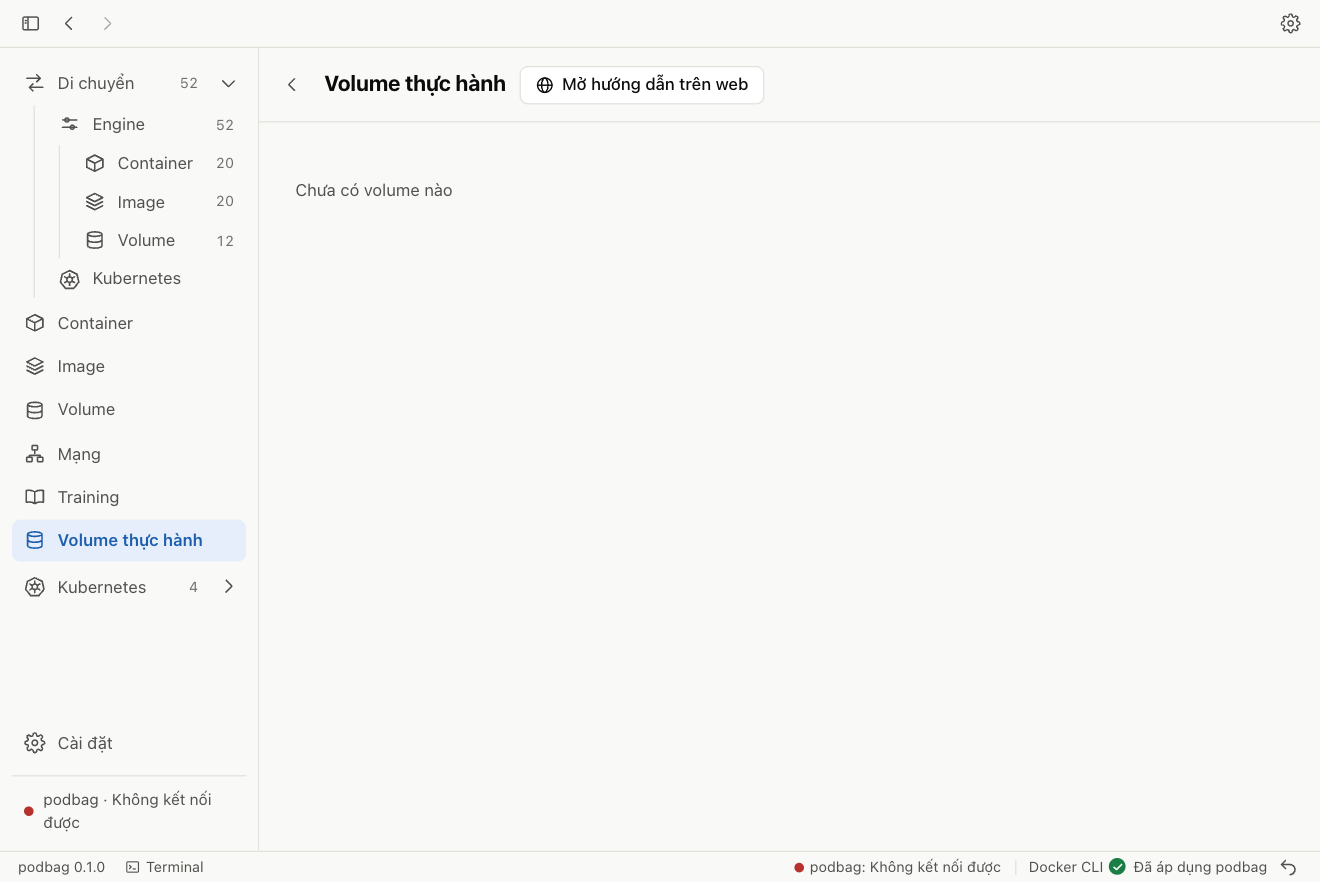 Di chuyển 52
Engine 52
Container 20
Image 20
Volume 12
Kubernetes
Container
Image
Volume
Mạng
Training
Volume thực hành
Kubernetes 4
Cài đặt
podbag · Không kết nối
được
Volume thực hành
Mở hướng dẫn trên web
Chưa có volume nào
podbag 0.1.0
Terminal
podbag: Không kết nối được
Docker CLI
Đã áp dụng podbag